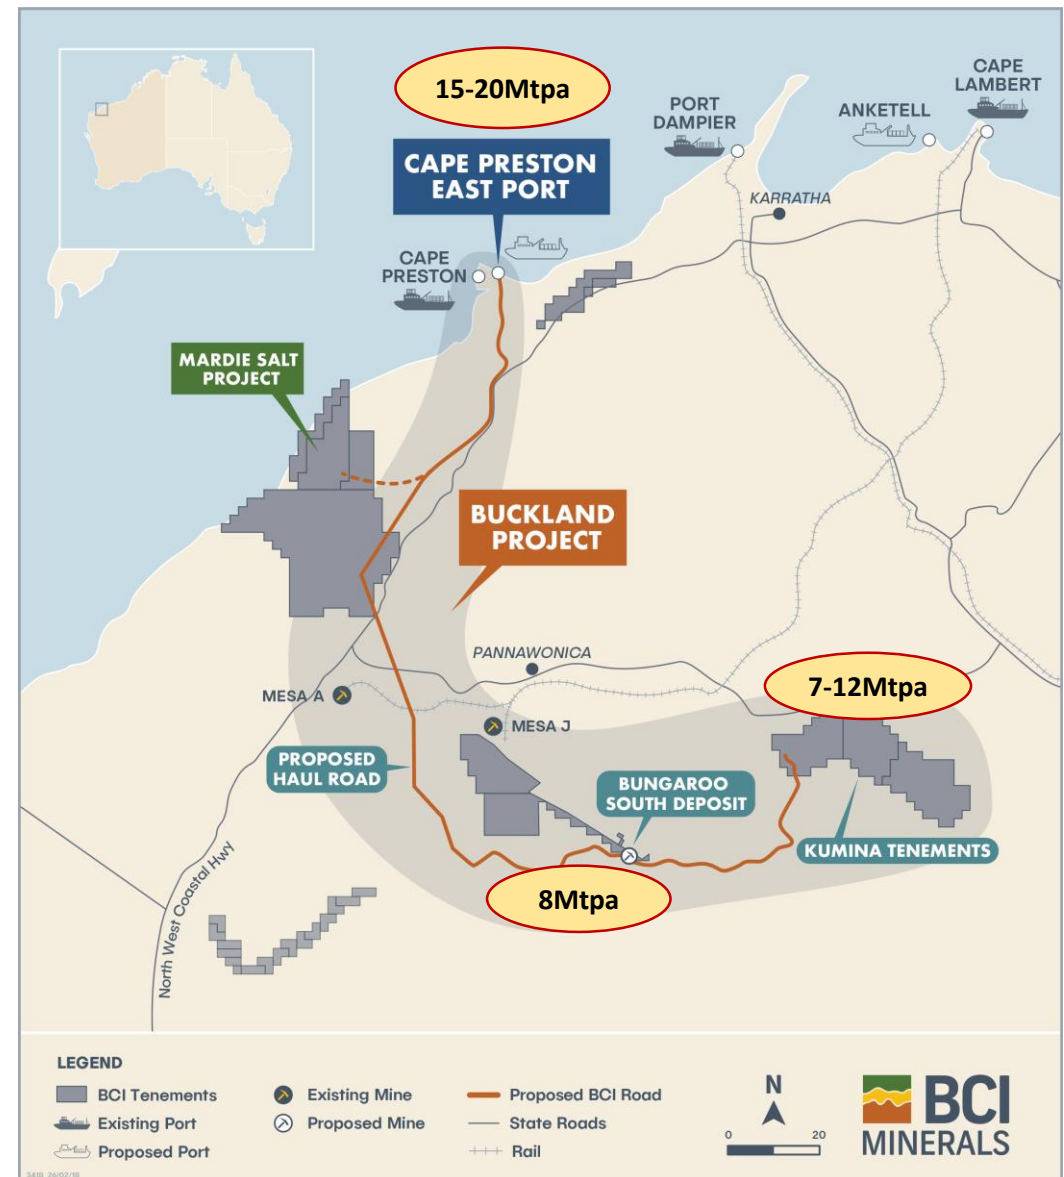 15-20Mtpa
CAPE PRESTON
EAST PORT
PORT
DAMPIER
ANKETELL
CAPE
LAMBERT
KARRATHA
CAPE
PRESTON
MARDIE SALT
PROJECT
BUCKLAND
PROJECT
PANNAWONICA
7-12Mtpa
MESA A
MESA J
PROPOSED
HAUL ROAD
BUNGAROO
SOUTH DEPOSIT
KUMINA TENEMENTS
8Mtpa
North West Coastal Hwy
LEGEND
BCI Tenements
Existing Port
Proposed Port
Existing Mine
Proposed Mine
Proposed BCI Road
State Roads
Rail
N
0 20
BCI
MINERALS